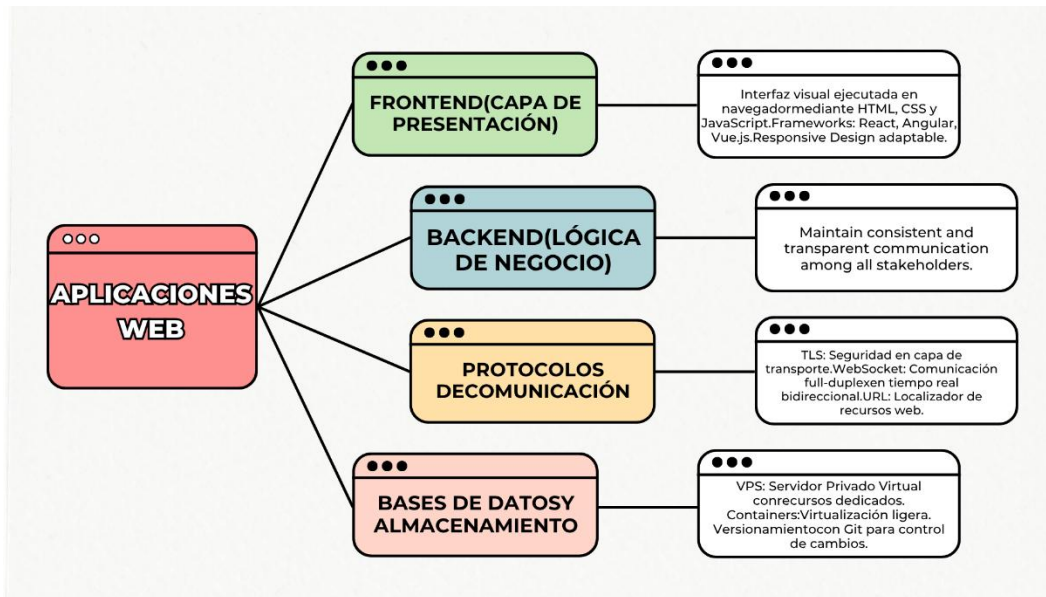 APLICACIONES
WEB
FRONTEND(CAPA DE
PRESENTACIÓN)
Interfaz visual ejecutada en
navegadormediante HTML, CSS y
JavaScript.Frameworks: React, Angular,
Vue.js.Responsive Design adaptable.
BACKEND(LÓGICA
DE NEGOCIO)
Maintain consistent and
transparent communication
among all stakeholders.
PROTOCOLOS
DECOMUNICACIÓN
TLS: Seguridad en capa de
transporte.WebSocket: Comunicación
full-duplexen tiempo real
bidireccional.URL: Localizador de
recursos web.
BASES DE DATOSY
ALMACENAMIENTO
VPS: Servidor Privado Virtual
conrecursos dedicados.
Containers:Virtualización ligera.
Versionamientocon Git para control
de cambios.